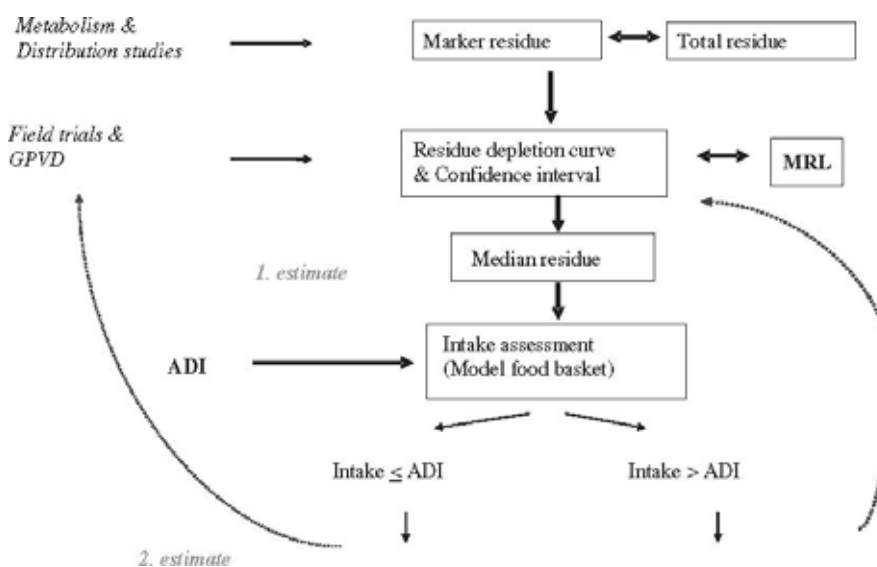 Metabolism &
Distribution studies
Marker residue
Total residue
Field trials &
GPVD
Residue depletion curve
& Confidence interval
MRL
Median residue
1. estimate
Intake assessment
(Model food basket)
ADI
Intake ≤ ADI
Intake > ADI
2. estimate